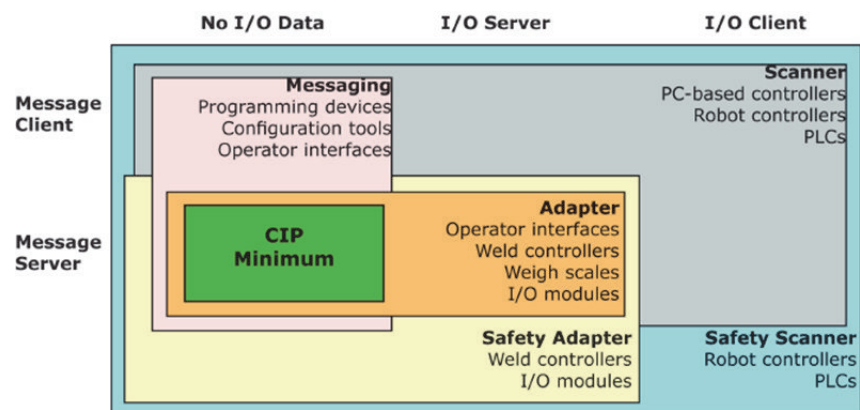 No I/O Data
I/O Server
I/O Client
Message
Client
Messaging
Programming devices
Configuration tools
Operator interfaces
Scanner
PC-based controllers
Robot controllers
PLCs
Message
Server
CIP
Minimum
Adapter
Operator interfaces
Weld controllers
Weigh scales
I/O modules
Safety Adapter
Weld controllers
I/O modules
Safety Scanner
Robot controllers
PLCs